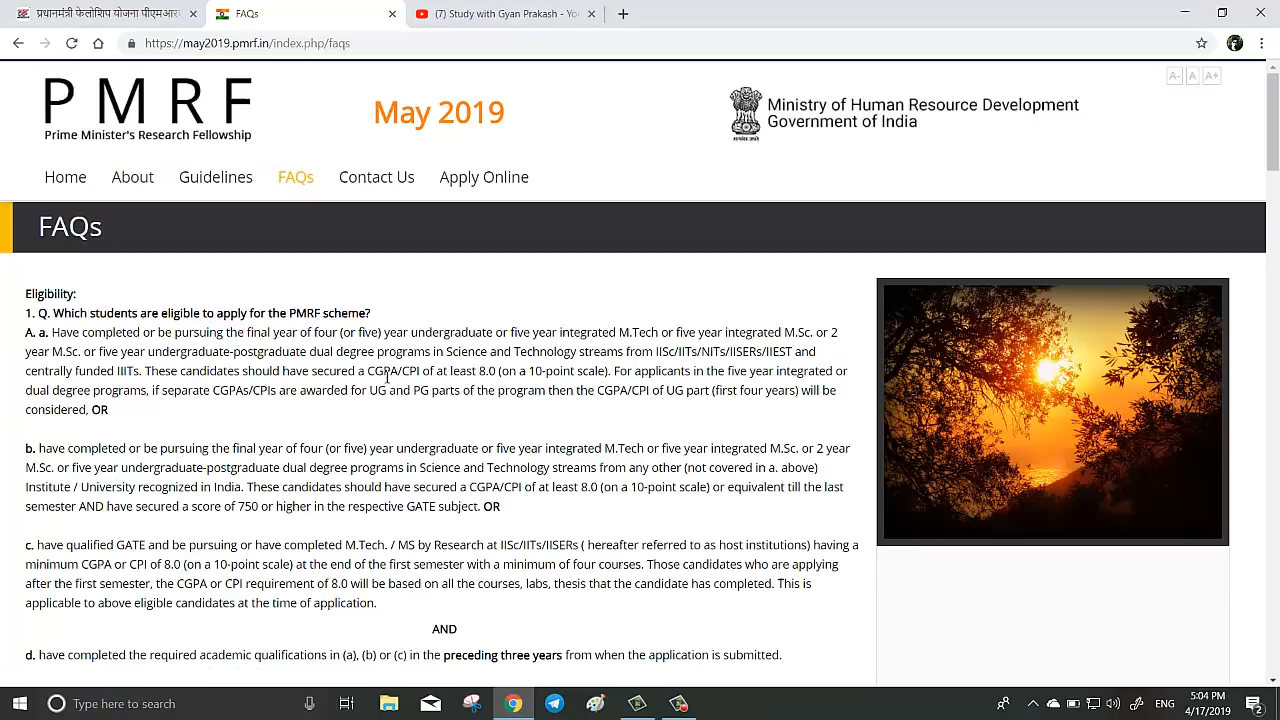 प्रधानमंत्री फेलोशिप योजना पीएमआरए
FAQs
(7) Study with Gyan Prakash - You
https://may2019.pmrf.in/index.php/faqs
A- A A+
P M R F
Prime Minister's Research Fellowship
May 2019
Ministry of Human Resource Development
Government of India
सत्यमेव जयते
Home About Guidelines FAQs Contact Us Apply Online
FAQs
Eligibility:
1. Q. Which students are eligible to apply for the PMRF scheme?
A. a. Have completed or be pursuing the final year of four (or five) year undergraduate or five year integrated M.Tech or five year integrated M.Sc. or 2
year M.Sc. or five year undergraduate-postgraduate dual degree programs in Science and Technology streams from IISc/IITs/NITs/IISERs/IIEST and
centrally funded IIITs. These candidates should have secured a CGPA/CPI of at least 8.0 (on a 10-point scale). For applicants in the five year integrated or
dual degree programs, if separate CGPAs/CPIs are awarded for UG and PG parts of the program then the CGPA/CPI of UG part (first four years) will be
considered, OR
b. have completed or be pursuing the final year of four (or five) year undergraduate or five year integrated M.Tech or five year integrated M.Sc. or 2 year
M.Sc. or five year undergraduate-postgraduate dual degree programs in Science and Technology streams from any other (not covered in a. above)
Institute / University recognized in India. These candidates should have secured a CGPA/CPI of at least 8.0 (on a 10-point scale) or equivalent till the last
semester AND have secured a score of 750 or higher in the respective GATE subject. OR
c. have qualified GATE and be pursuing or have completed M.Tech. / MS by Research at IISc/IITs/IISERs ( hereafter referred to as host institutions) having a
minimum CGPA or CPI of 8.0 (on a 10-point scale) at the end of the first semester with a minimum of four courses. Those candidates who are applying
after the first semester, the CGPA or CPI requirement of 8.0 will be based on all the courses, labs, thesis that the candidate has completed. This is
applicable to above eligible candidates at the time of application.
AND
d. have completed the required academic qualifications in (a), (b) or (c) in the preceding three years from when the application is submitted.
Type here to search
ENG
5:04 PM
4/17/2019
2